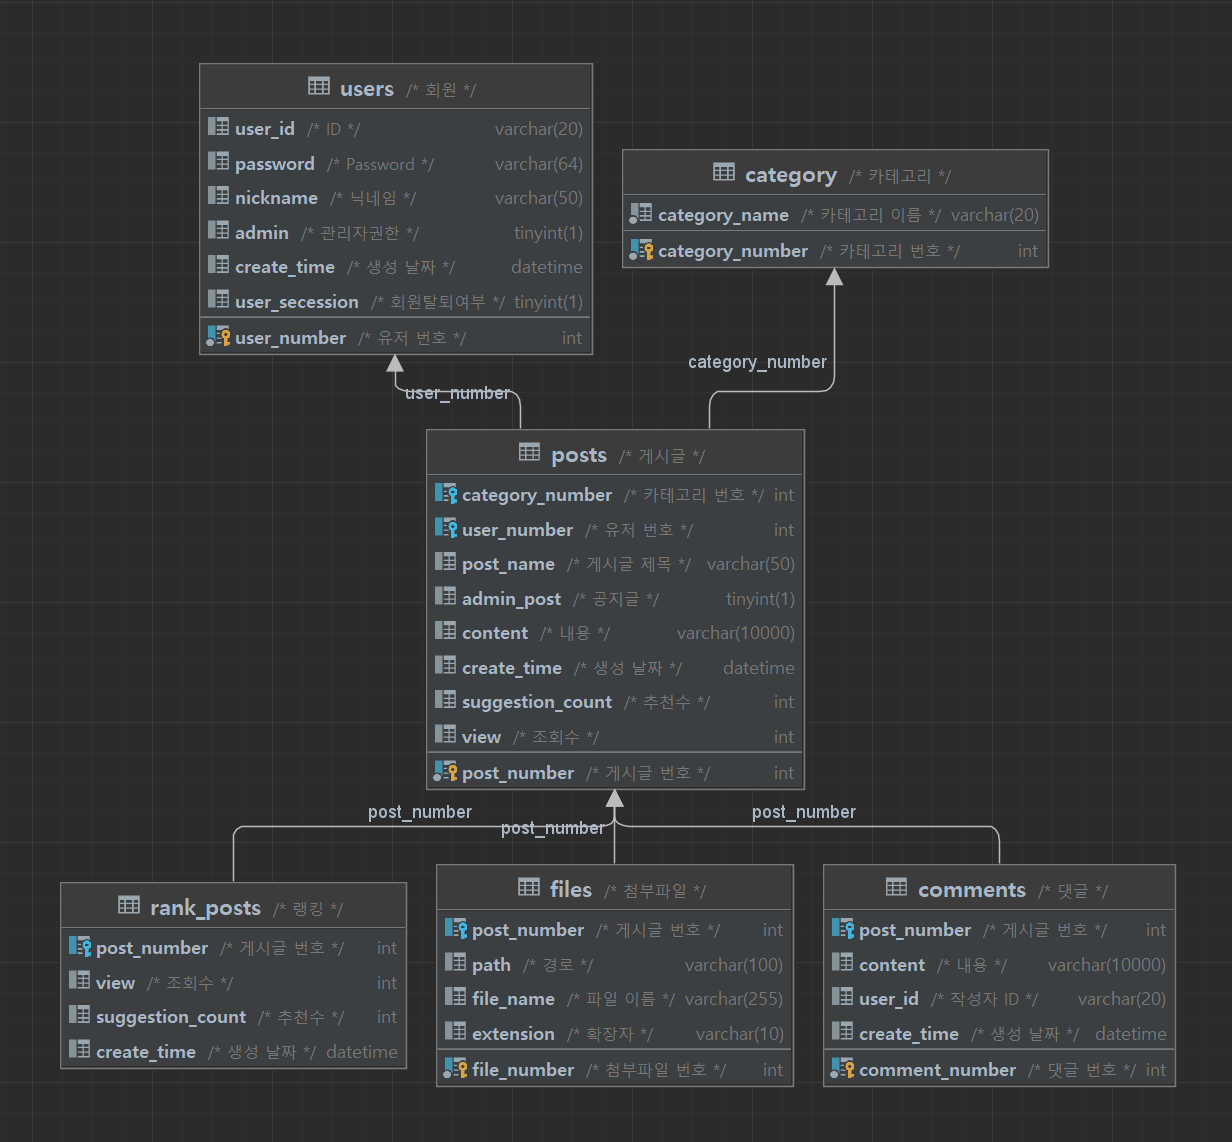 users /* 회원 */
user_id /* ID */ varchar(20)
password /* Password */ varchar(64)
nickname /* 닉네임 */ varchar(50)
admin /* 관리자권한 */ tinyint(1)
create_time /* 생성 날짜 */ datetime
user_secession /* 회원탈퇴여부 */ tinyint(1)
user_number /* 유저 번호 */ int
category /* 카테고리 */
category_name /* 카테고리 이름 */ varchar(20)
category_number /* 카테고리 번호 */ int
user_number
category_number
posts /* 게시글 */
category_number /* 카테고리 번호 */ int
user_number /* 유저 번호 */ int
post_name /* 게시글 제목 */ varchar(50)
admin_post /* 공지글 */ tinyint(1)
content /* 내용 */ varchar(10000)
create_time /* 생성 날짜 */ datetime
suggestion_count /* 추천수 */ int
view /* 조회수 */ int
post_number /* 게시글 번호 */ int
post_number
post_number
post_number
rank_posts /* 랭킹 */
post_number /* 게시글 번호 */ int
view /* 조회수 */ int
suggestion_count /* 추천수 */ int
create_time /* 생성 날짜 */ datetime
files /* 첨부파일 */
post_number /* 게시글 번호 */ int
path /* 경로 */ varchar(100)
file_name /* 파일 이름 */ varchar(255)
extension /* 확장자 */ varchar(10)
file_number /* 첨부파일 번호 */ int
comments /* 댓글 */
post_number /* 게시글 번호 */ int
content /* 내용 */ varchar(10000)
user_id /* 작성자 ID */ varchar(20)
create_time /* 생성 날짜 */ datetime
comment_number /* 댓글 번호 */ int